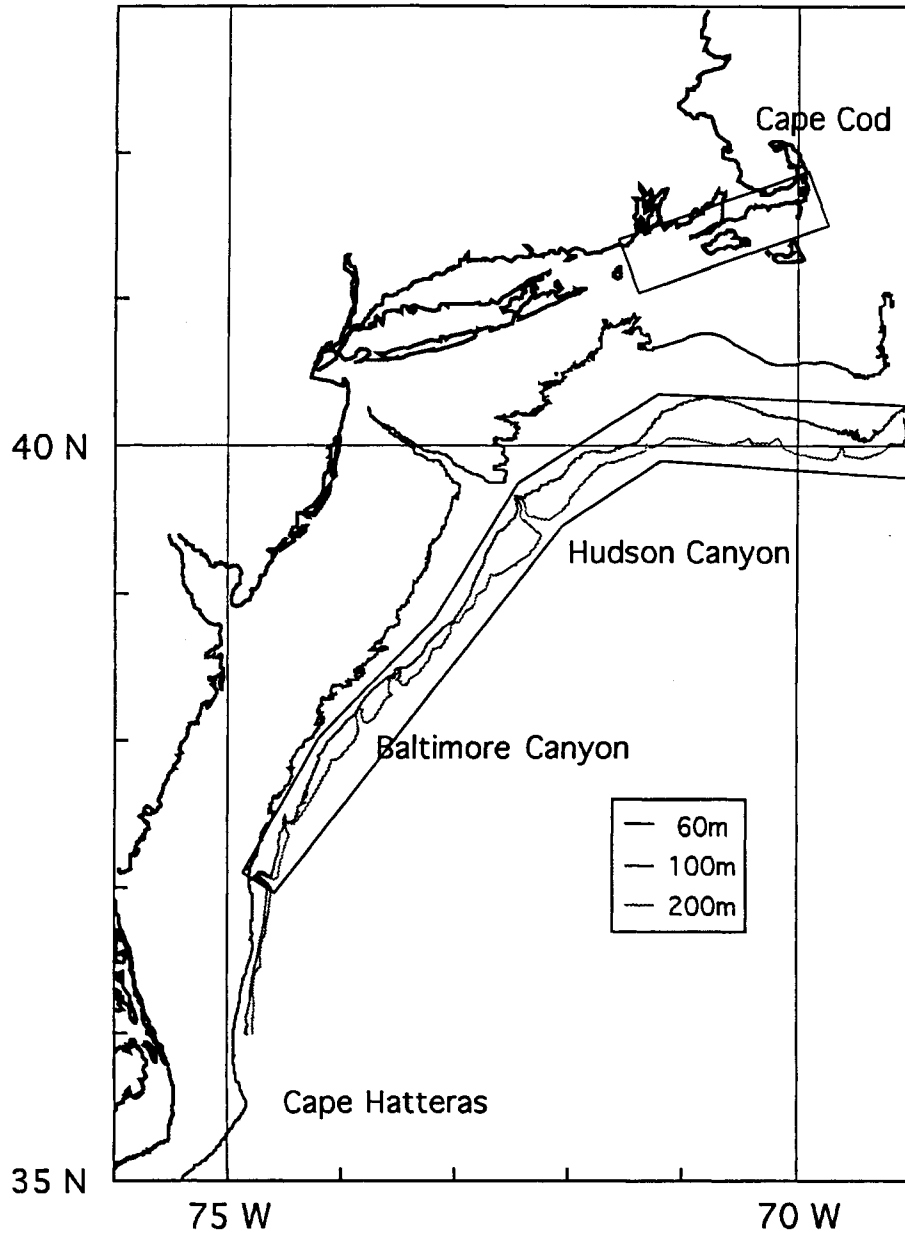 Cape Cod
40 N
Hudson Canyon
Baltimore Canyon
60m
100m
200m
Cape Hatteras
35 N
75 W
70 W